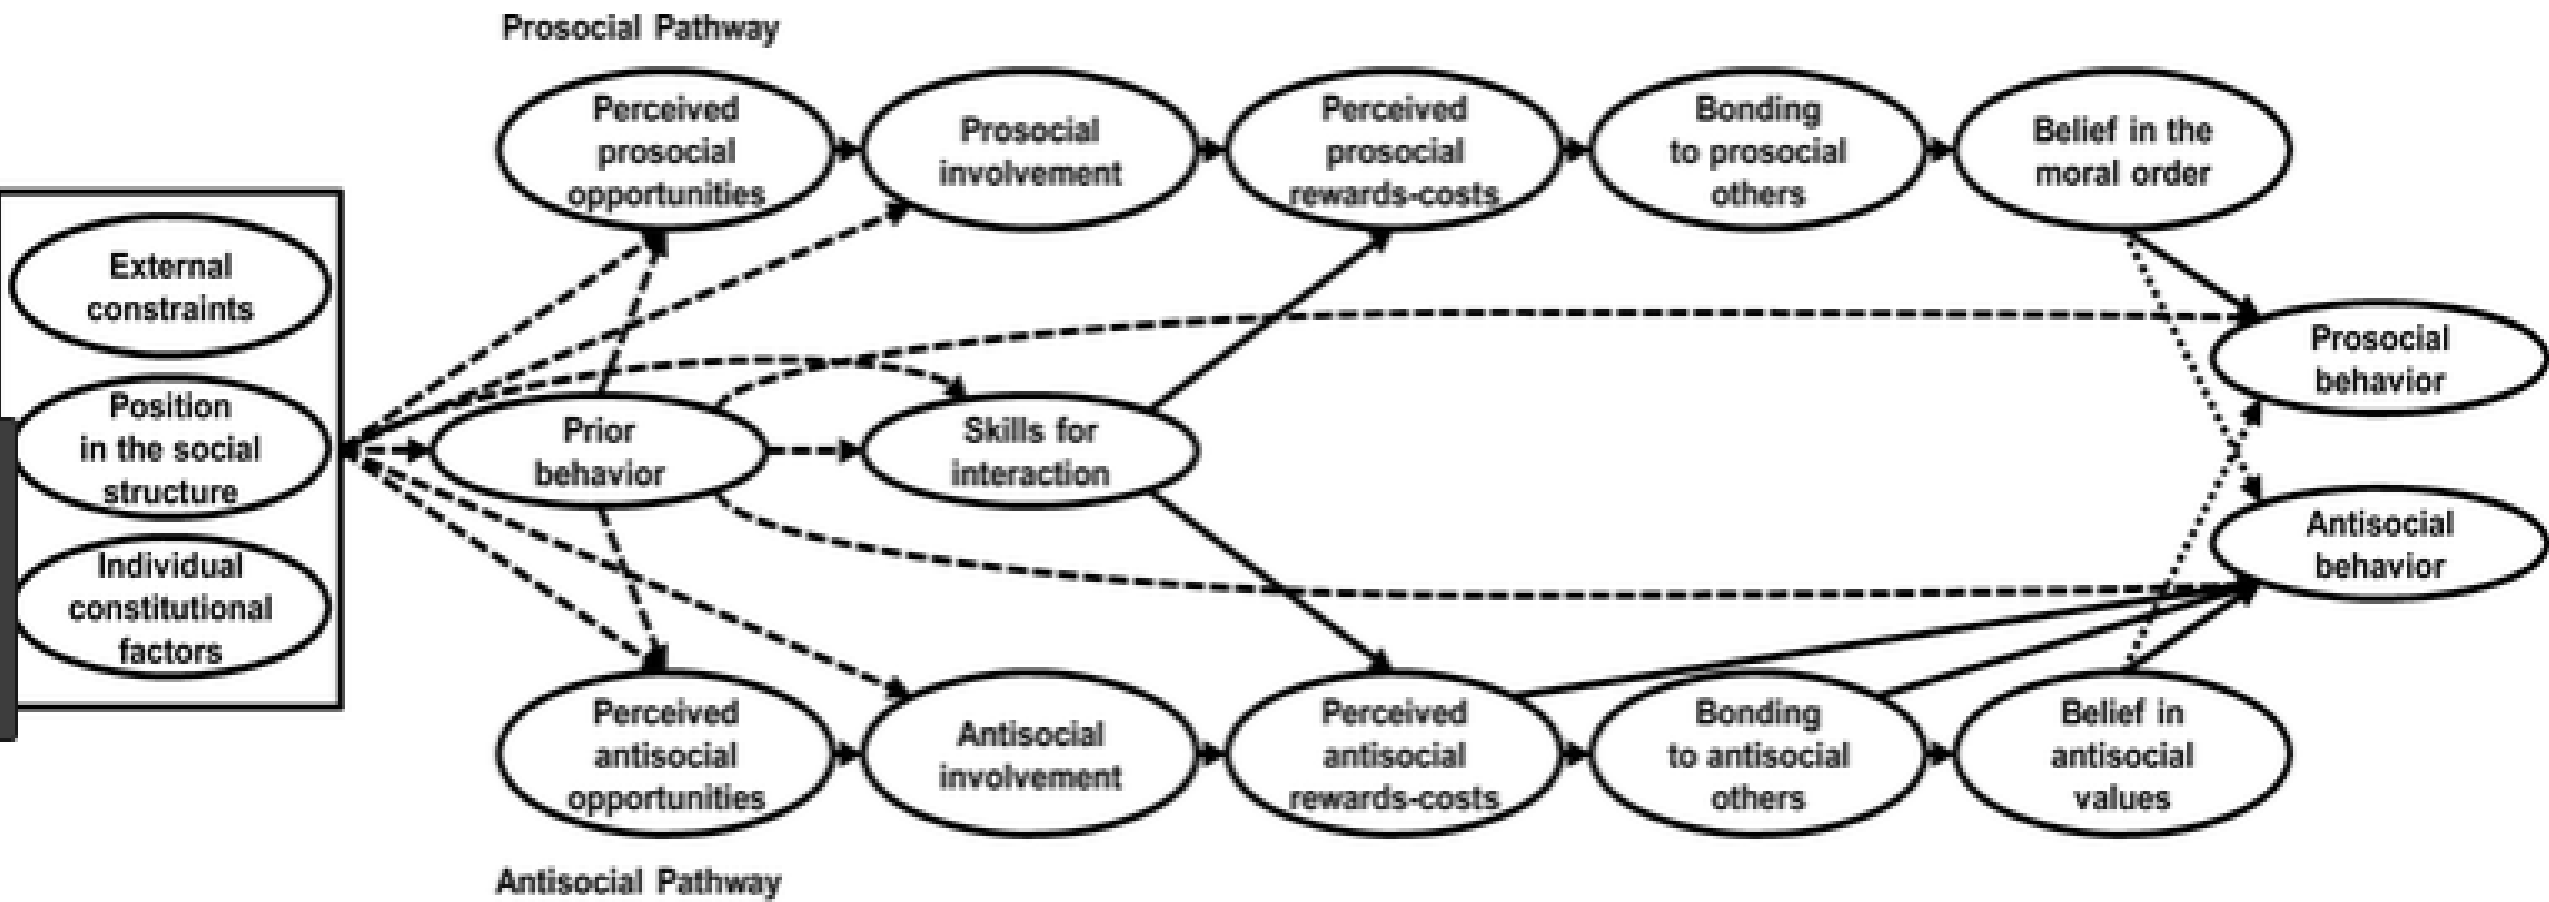 Prosocial Pathway
Perceived
prosocial
opportunities
Prosocial
involvement
Perceived
prosocial
rewards-costs
Bonding
to prosocial
others
Belief in the
moral order
External
constraints
Position
in the social
structure
Individual
constitutional
factors
Prior
behavior
Skills for
interaction
Prosocial
behavior
Antisocial
behavior
Perceived
antisocial
opportunities
Antisocial
involvement
Perceived
antisocial
rewards-costs
Bonding
to antisocial
others
Belief in
antisocial
values
Antisocial Pathway